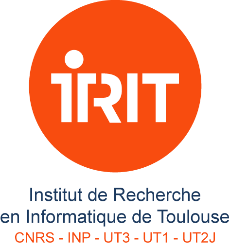 iRIT
Institut de Recherche
en Informatique de Toulouse
CNRS - INP - UT3 - UT1 - UT2J